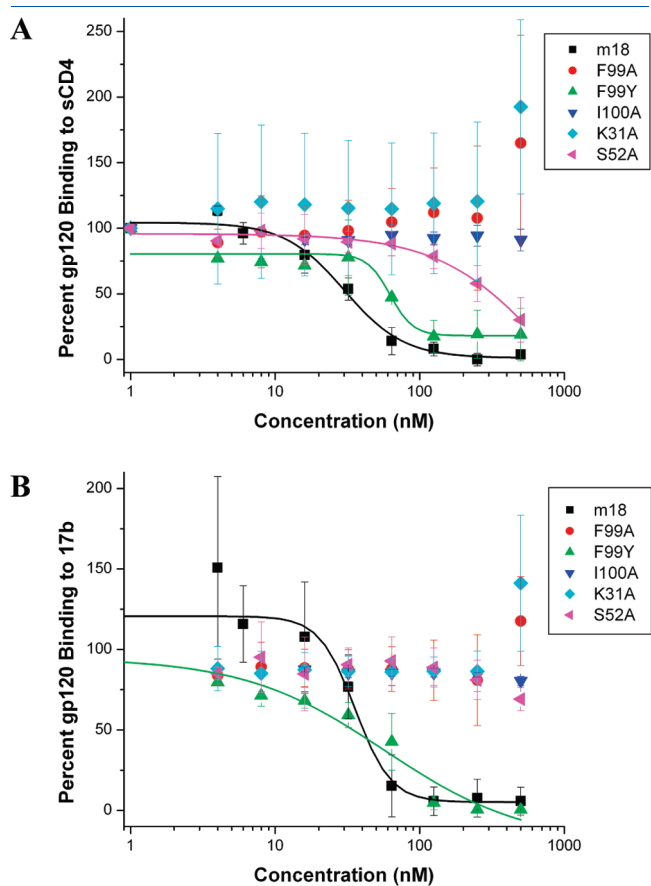 A
Percent gp120 Binding to sCD4
250
200
150
100
50
0
1
10
100
1000
Concentration (nM)
m18
F99A
F99Y
I100A
K31A
S52A
B
Percent gp120 Binding to 17b
200
150
100
50
0
1
10
100
1000
Concentration (nM)
m18
F99A
F99Y
I100A
K31A
S52A